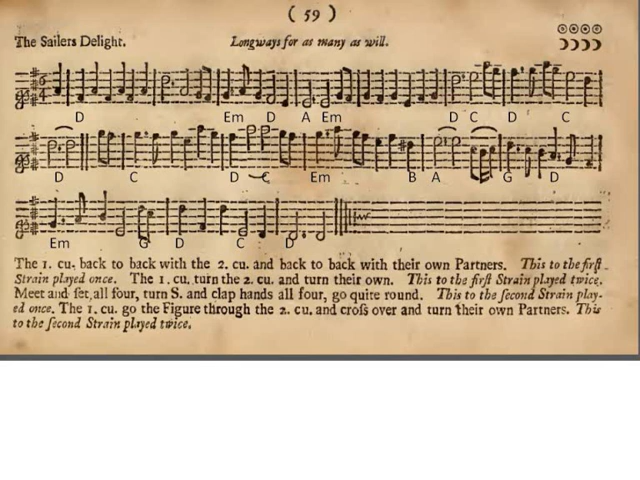 ( 59 )
The Sailers Delight. Longways for as many as will.
6
4
D Em D A Em D C D C
D C D C Em B A G D
Em G D C D
The 1. cu. back to back with the 2. cu. and back to back with their own Partners. This to the first
Strain played once. The 1. cu. turn the 2. cu. and turn their own. This to the first Strain played twice.
Meet and set all four, turn S. and clap hands all four, go quite round. This to the second Strain play-
ed once. The 1. cu. go the Figure through the 2. cu. and cross over and turn their own Partners. This
to the second Strain played twice.